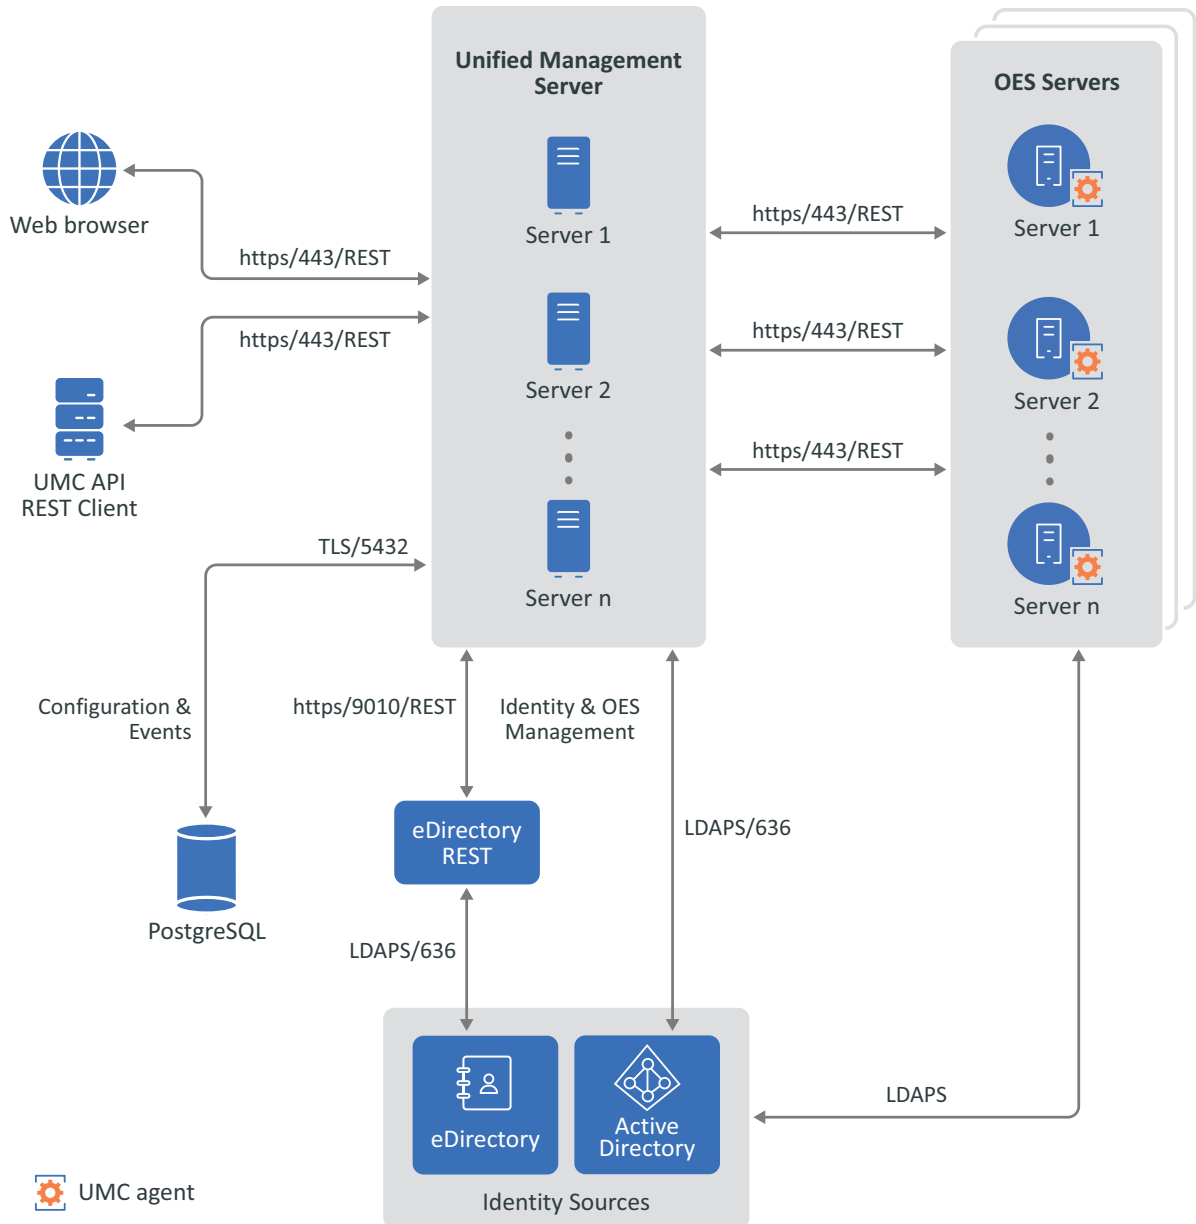 Unified Management
Server
OES Servers
Server 1
Server 1
Web browser
https/443/REST
https/443/REST
https/443/REST
https/443/REST
Server 2
Server 2
https/443/REST
UMC API
REST Client
TLS/5432
Server n
Server n
Configuration &
Events
https/9010/REST
Identity & OES
Management
eDirectory
REST
LDAPS/636
PostgreSQL
LDAPS/636
LDAPS
eDirectory
Active
Directory
Identity Sources
UMC agent